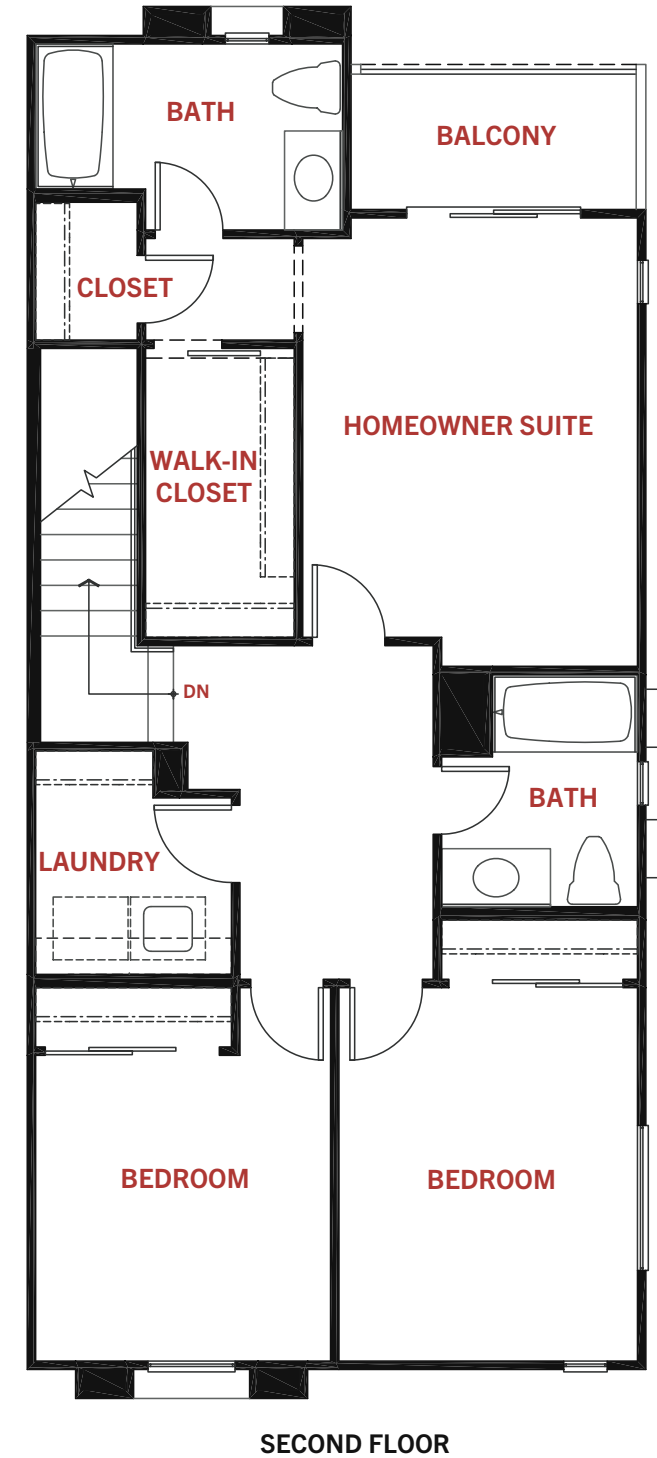 BATH
BALCONY
CLOSET
HOMEOWNER SUITE
WALK-IN
CLOSET
DN
BATH
LAUNDRY
BEDROOM
BEDROOM
SECOND FLOOR